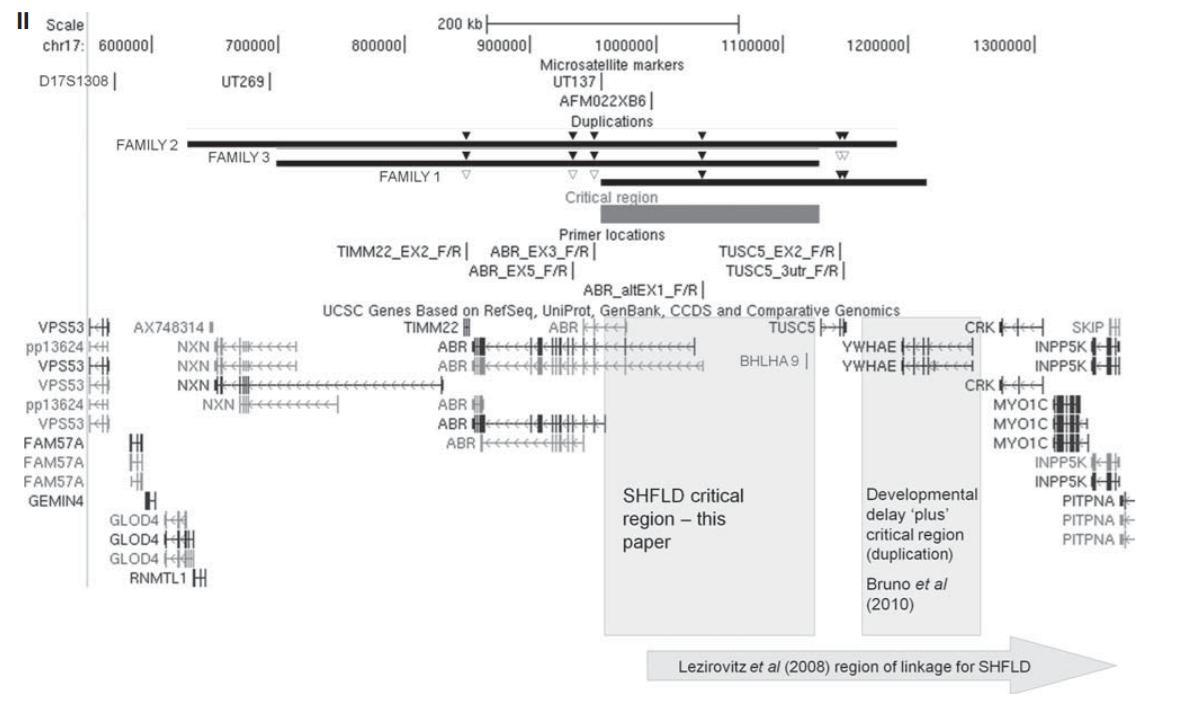 II
Scale 200 kb
chr17: 600000 700000 800000 900000 1000000 1100000 1200000 1300000
Microsatellite markers
D17S1308 UT269 UT137
AFM022XB6
Duplications
FAMILY 2
FAMILY 3
FAMILY 1
Critical region
Primer locations
TIMM22_EX2_F/R ABR_EX3_F/R TUSC5_EX2_F/R
ABR_EX5_F/R TUSC5_3utr_F/R
ABR_altEX1_F/R
UCSC Genes Based on RefSeq, UniProt, GenBank, CCDS and Comparative Genomics
VPS53 AX748314 TIMM22 ABR TUSC5 CRK SKIP
pp13624 NXN ABR YWHAE INPP5K
VPS53 NXN ABR BHLHA9 YWHAE INPP5K
VPS53 NXN CRK
pp13624 NXN ABR MYO1C
VPS53 ABR MYO1C
FAM57A ABR MYO1C
FAM57A INPP5K
FAM57A INPP5K
GEMIN4 PITPNA
GLOD4 PITPNA
GLOD4 PITPNA
GLOD4
RNMTL1
SHFLD critical
region – this
paper
Developmental
delay ‘plus’
critical region
(duplication)
Bruno et al
(2010)
Lezirovitz et al (2008) region of linkage for SHFLD